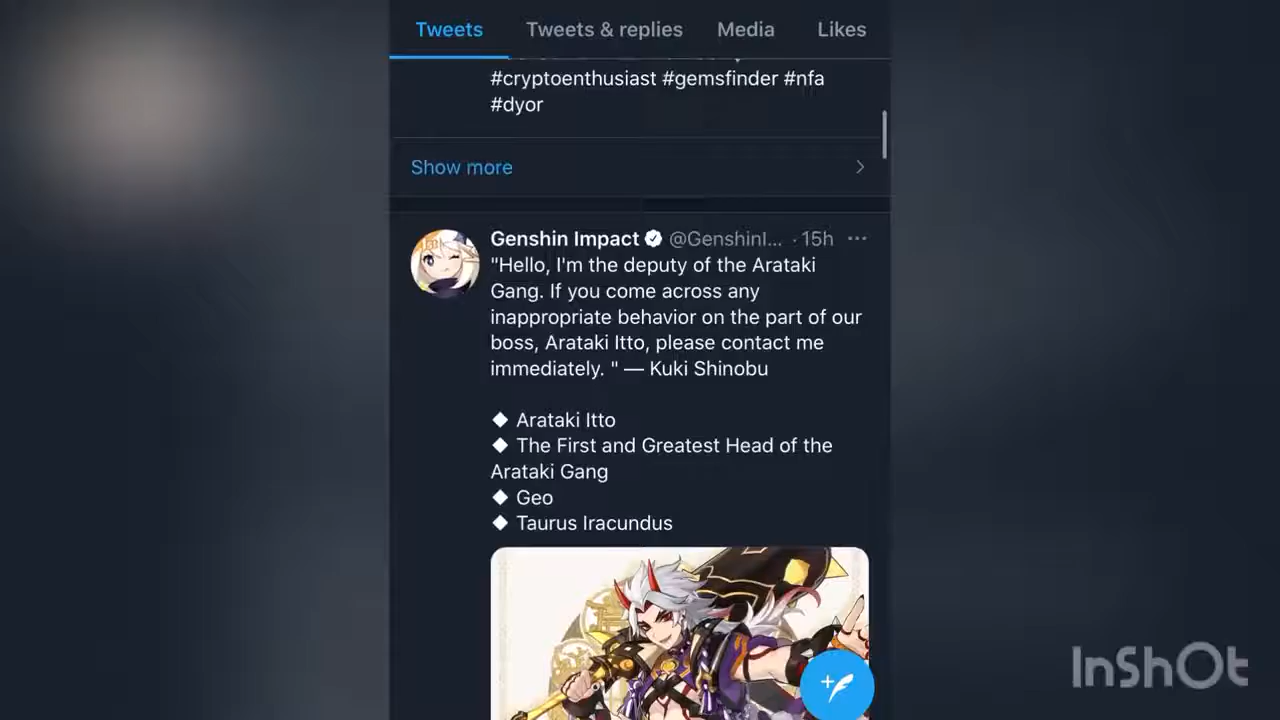 Tweets Tweets & replies Media Likes
#cryptoenthusiast #gemsfinder #nfa
#dyor
Show more
Genshin Impact @GenshinI... · 15h
"Hello, I'm the deputy of the Arataki
Gang. If you come across any
inappropriate behavior on the part of our
boss, Arataki Itto, please contact me
immediately. " — Kuki Shinobu
◆ Arataki Itto
◆ The First and Greatest Head of the
Arataki Gang
◆ Geo
◆ Taurus Iracundus
InShOt